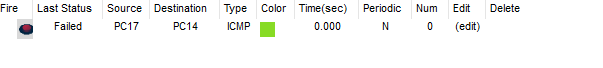 Fire Last Status Source Destination Type Color Time(sec) Periodic Num Edit Delete
Failed PC17 PC14 ICMP 0.000 N 0 (edit)